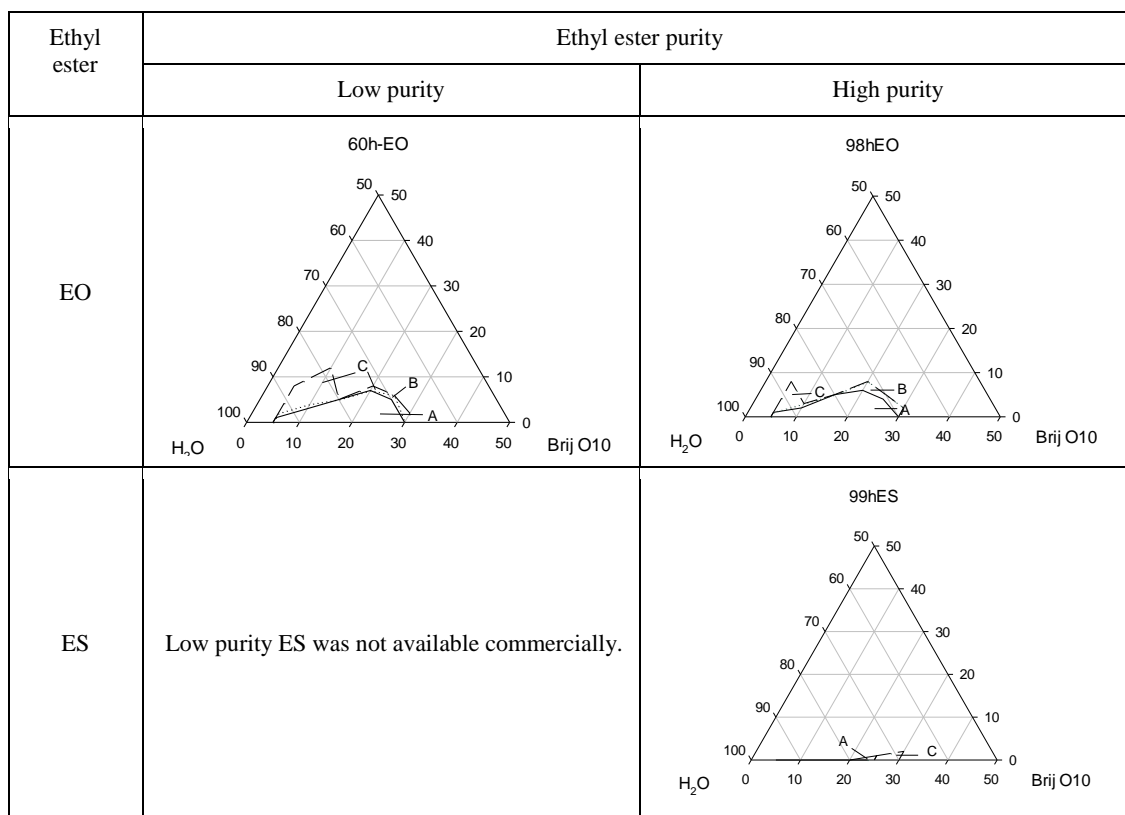 Ethyl
ester
Ethyl ester purity
Low purity
High purity
EO
60h-EO
50 50
60 40
70 30
80 20
90 10
C
B
A
100 0
H₂O 0 10 20 30 40 50 Brij O10
98hEO
50 50
60 40
70 30
80 20
90 10
C
B
A
100 0
H₂O 0 10 20 30 40 50 Brij O10
ES
Low purity ES was not available commercially.
99hES
50 50
60 40
70 30
80 20
90 10
A C
100 0
H₂O 0 10 20 30 40 50 Brij O10